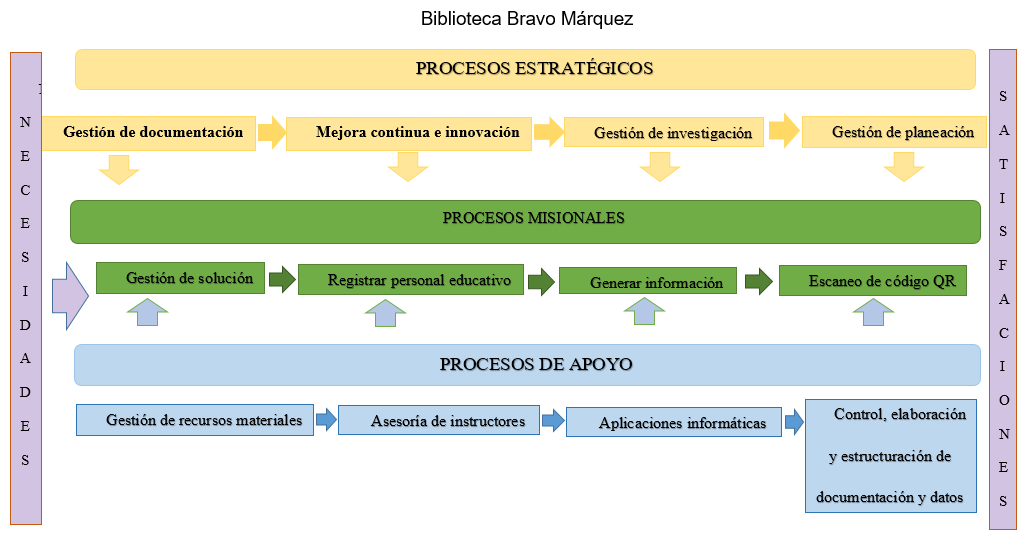 Biblioteca Bravo Márquez
PROCESOS ESTRATÉGICOS
Gestión de documentación
Mejora continua e innovación
Gestión de investigación
Gestión de planeación
PROCESOS MISIONALES
Gestión de solución
Registrar personal educativo
Generar información
Escaneo de código QR
PROCESOS DE APOYO
Gestión de recursos materiales
Asesoría de instructores
Aplicaciones informáticas
Control, elaboración
y estructuración de
documentación y datos
N
E
C
E
S
I
D
A
D
E
S
S
A
T
I
S
F
A
C
I
O
N
E
S